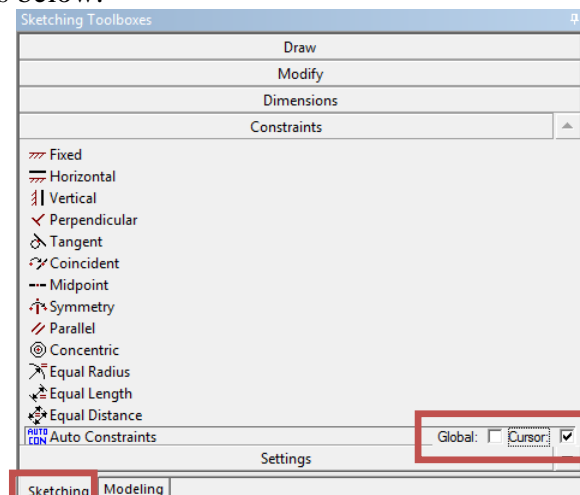 s below.
Sketching Toolboxes
Draw
Modify
Dimensions
Constraints
Fixed
Horizontal
Vertical
Perpendicular
Tangent
Coincident
Midpoint
Symmetry
Parallel
Concentric
Equal Radius
Equal Length
Equal Distance
AUTO CON Auto Constraints Global: Cursor:
Settings
Sketching Modeling